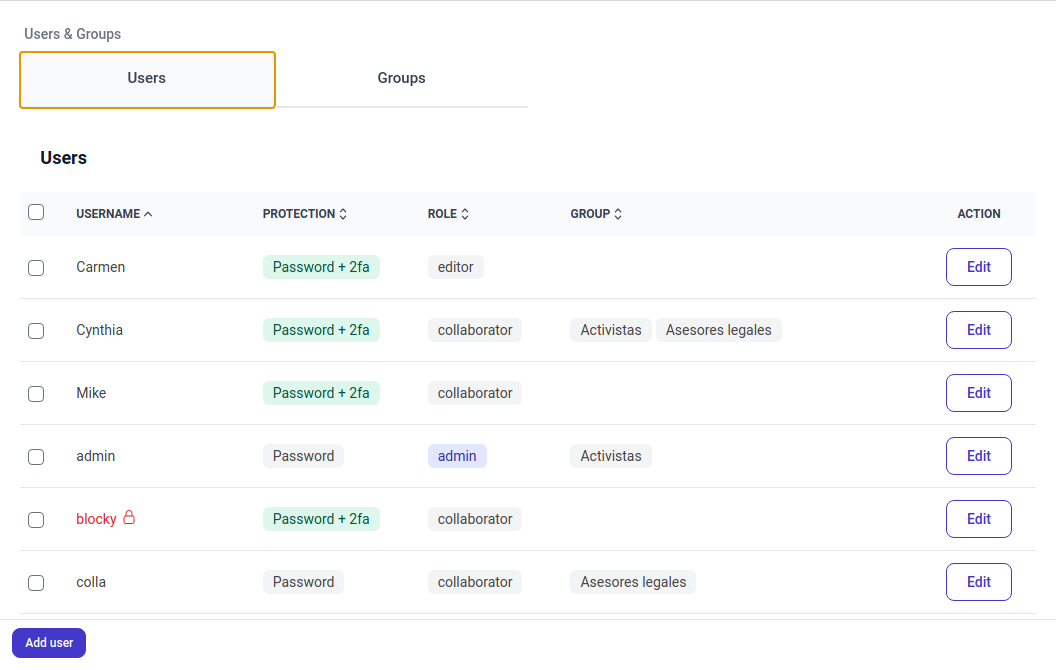 Users & Groups
Users Groups
Users
USERNAME PROTECTION ROLE GROUP ACTION
Carmen Password + 2fa editor Edit
Cynthia Password + 2fa collaborator Activistas Asesores legales Edit
Mike Password + 2fa collaborator Edit
admin Password admin Activistas Edit
blocky Password + 2fa collaborator Edit
colla Password collaborator Asesores legales Edit
Add user